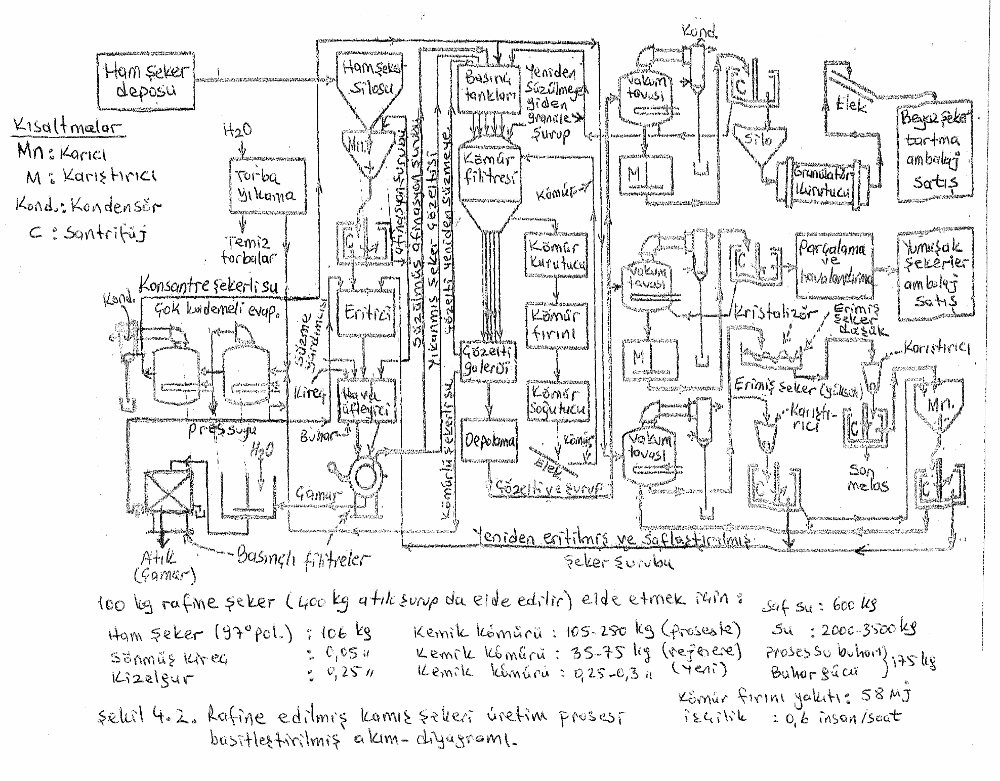 Kond.
Ham şeker
deposu
Ham şeker
Silosu
Basınç
tankları
Yeniden
süzülmeye
giden
granüle
şurup
Vakum
tavası
C
Elek
Beyaz şeker
tartma
ambalaj
satış
Kısaltmalar
Mn : Karıcı
M : Karıştırıcı
Kond. : Kondensör
C : Santrifüj
H2O
Torba
yıkama
Temiz
torbalar
Mn.
Kömür
filitresi
Kömür
M
Silo
Granülatör
kurutucu
C
afinasyon şurubu
Süzülmüş afinasyon şurubu
Yıkanmış şeker çözeltisi
Çözelti yeniden süzmeye
Kömür
kurutucu
Vakum
tavası
C
Parçalama
ve
havalandırma
Yumuşak
şekerler
ambalaj
satış
Konsantre şekerli su
Kond.
Çok kademeli evap.
Süzme
yardımcısı
Eritici
Kömür
fırını
Kristalizör
Erimiş
şeker
düşük
Çözelti
galerisi
M
Karıştırıcı
Kireç
Hava
üfleyici
Kömür
soğutucu
Erimiş şeker (yüksek)
Mn.
Pres suyu
Buhar
Kömürlü şekerli su
Depolama
Kömür
Elek
Vakum
tavası
Karıştı-
rıcı
C
H2O
Çamur
Çözelti ve şurup
C
Son
melas
C
Atık
(Çamur)
Basınçlı filitreler
Yeniden eritilmiş ve saflaştırılmış
şeker şurubu
100 kg rafine şeker (400 kg atık şurup da elde edilir) elde etmek için :
Saf su : 600 kg
Ham şeker (97° pol.) : 106 kg
Kemik kömürü : 105-250 kg (proseste)
Su : 2000-3500 kg
Sönmüş kireç : 0,05 "
Kemik kömürü : 35-75 kg (rejenere)
Proses su buharı } 175 kg
Kizelgur : 0,25 "
Kemik kömürü : 0,25-0,3 " (yeni)
Buhar gücü
Kömür fırını yakıtı : 58 MJ
işçilik : 0,6 insan/saat
Şekil 4.2. Rafine edilmiş kamış şekeri üretim prosesi
basitleştirilmiş akım-diyagramı.